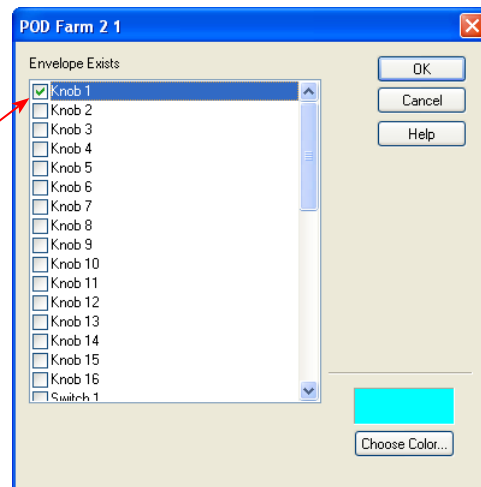 POD Farm 2 1
Envelope Exists
Knob 1
Knob 2
Knob 3
Knob 4
Knob 5
Knob 6
Knob 7
Knob 8
Knob 9
Knob 10
Knob 11
Knob 12
Knob 13
Knob 14
Knob 15
Knob 16
Switch 1
OK
Cancel
Help
Choose Color...